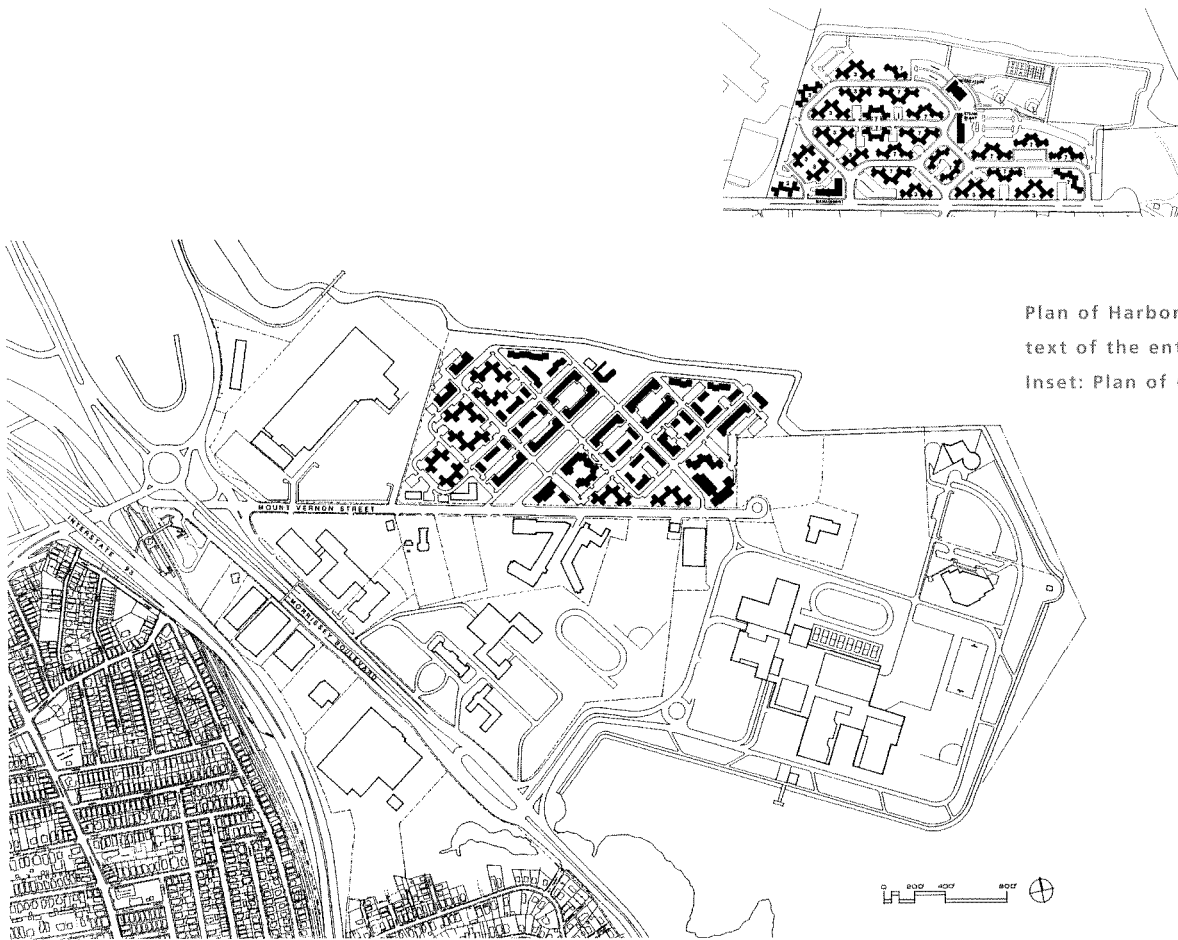 Plan of Harbor
text of the ent
Inset: Plan of
MOUNT VERNON STREET
INTERSTATE 93
MORRISSEY BOULEVARD
0 200' 400' 800'